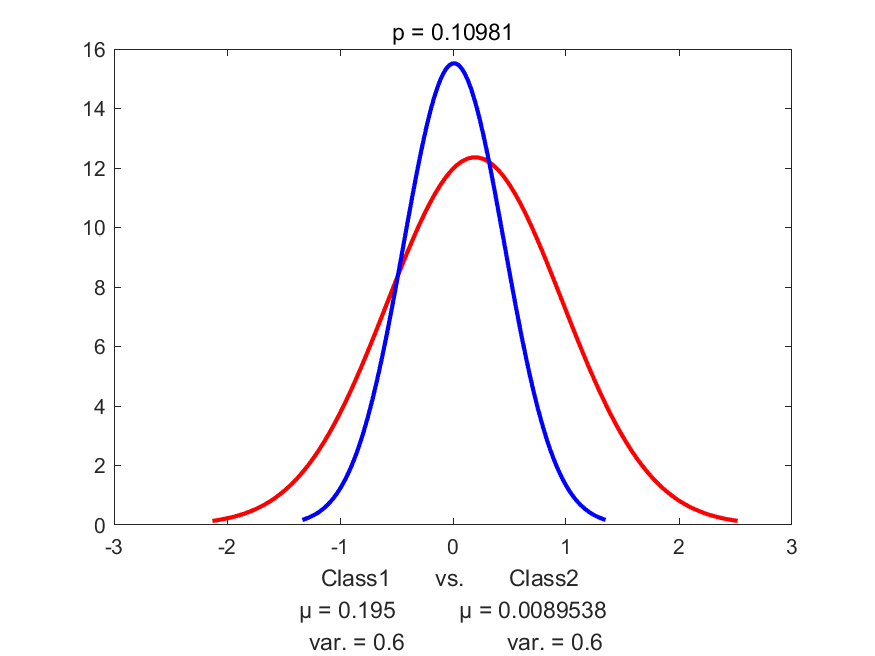 p = 0.10981
16
14
12
10
8
6
4
2
0
-3 -2 -1 0 1 2 3
Class1 vs. Class2
μ = 0.195 μ = 0.0089538
var. = 0.6 var. = 0.6